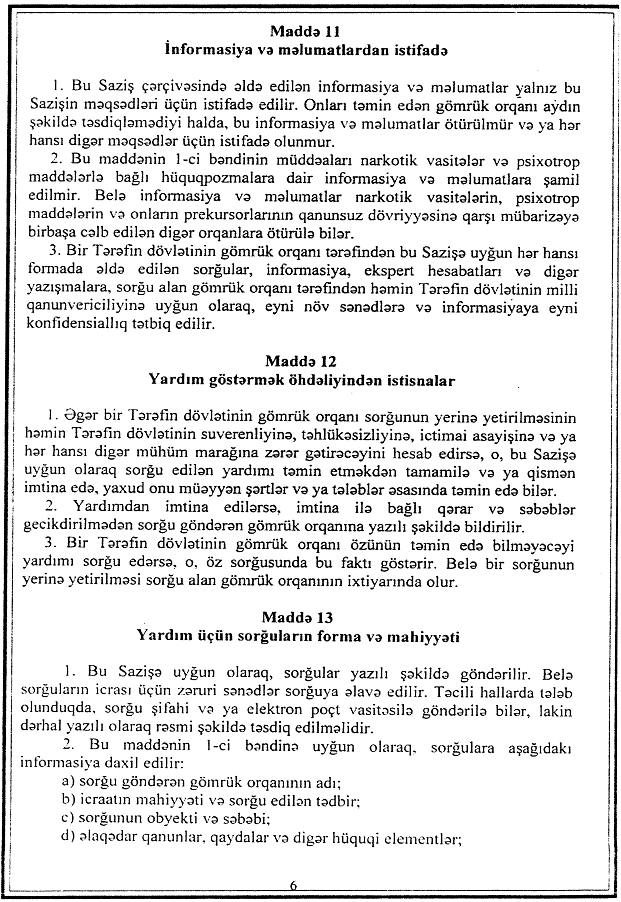 Maddə 11
İnformasiya və məlumatlardan istifadə
1. Bu Saziş çərçivəsində əldə edilən informasiya və məlumatlar yalnız bu
Sazişin məqsədləri üçün istifadə edilir. Onları təmin edən gömrük orqanı aydın
şəkildə təsdiqləmədiyi halda, bu informasiya və məlumatlar ötürülmür və ya hər
hansı digər məqsədlər üçün istifadə olunmur.
2. Bu maddənin 1-ci bəndinin müddəaları narkotik vasitələr və psixotrop
maddələrlə bağlı hüquqpozmalara dair informasiya və məlumatlara şamil
edilmir. Belə informasiya və məlumatlar narkotik vasitələrin, psixotrop
maddələrin və onların prekursorlarının qanunsuz dövriyyəsinə qarşı mübarizəyə
birbaşa cəlb edilən digər orqanlara ötürülə bilər.
3. Bir Tərəfin dövlətinin gömrük orqanı tərəfindən bu Sazişə uyğun hər hansı
formada əldə edilən sorğular, informasiya, ekspert hesabatları və digər
yazışmalara, sorğu alan gömrük orqanı tərəfindən həmin Tərəfin dövlətinin milli
qanunvericiliyinə uyğun olaraq, eyni növ sənədlərə və informasiyaya eyni
konfidensiallıq tətbiq edilir.
Maddə 12
Yardım göstərmək öhdəliyindən istisnalar
1. Əgər bir Tərəfin dövlətinin gömrük orqanı sorğunun yerinə yetirilməsinin
həmin Tərəfin dövlətinin suverenliyinə, təhlükəsizliyinə, ictimai asayişinə və ya
hər hansı digər mühüm marağına zərər gətirəcəyini hesab edirsə, o, bu Sazişə
uyğun olaraq sorğu edilən yardımı təmin etməkdən tamamilə və ya qismən
imtina edə, yaxud onu müəyyən şərtlər və ya tələblər əsasında təmin edə bilər.
2. Yardımdan imtina edilərsə, imtina ilə bağlı qərar və səbəblər
gecikdirilmədən sorğu göndərən gömrük orqanına yazılı şəkildə bildirilir.
3. Bir Tərəfin dövlətinin gömrük orqanı özünün təmin edə bilməyəcəyi
yardımı sorğu edərsə, o, öz sorğusunda bu faktı göstərir. Belə bir sorğunun
yerinə yetirilməsi sorğu alan gömrük orqanının ixtiyarında olur.
Maddə 13
Yardım üçün sorğuların forma və mahiyyəti
1. Bu Sazişə uyğun olaraq, sorğular yazılı şəkildə göndərilir. Belə
sorğuların icrası üçün zəruri sənədlər sorğuya əlavə edilir. Təcili hallarda tələb
olunduqda, sorğu şifahi və ya elektron poçt vasitəsilə göndərilə bilər, lakin
dərhal yazılı olaraq rəsmi şəkildə təsdiq edilməlidir.
2. Bu maddənin 1-ci bəndinə uyğun olaraq, sorğulara aşağıdakı
informasiya daxil edilir:
a) sorğu göndərən gömrük orqanının adı;
b) icraatın mahiyyəti və sorğu edilən tədbir;
c) sorğunun obyekti və səbəbi;
d) əlaqədar qanunlar, qaydalar və digər hüquqi elementlər;
6